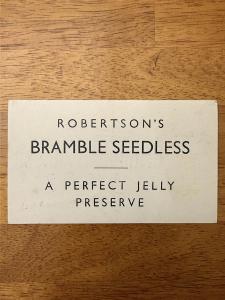 ROBERTSON'S
BRAMBLE SEEDLESS
A PERFECT JELLY
PRESERVE